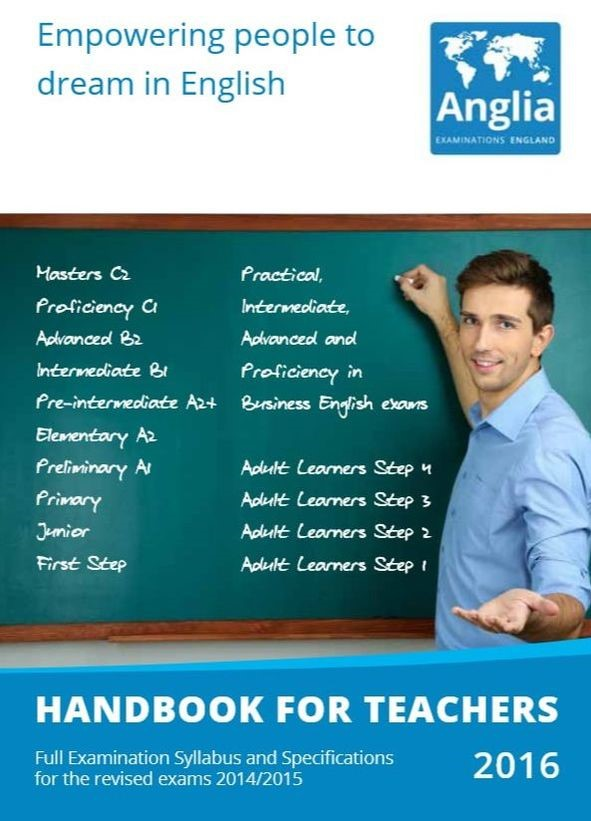 Empowering people to
dream in English
Anglia
EXAMINATIONS ENGLAND
Masters C2
Proficiency C1
Advanced B2
Intermediate B1
Pre-intermediate A2+
Elementary A2
Preliminary A1
Primary
Junior
First Step
Practical,
Intermediate,
Advanced and
Proficiency in
Business English exams
Adult Learners Step 4
Adult Learners Step 3
Adult Learners Step 2
Adult Learners Step 1
HANDBOOK FOR TEACHERS
Full Examination Syllabus and Specifications
for the revised exams 2014/2015
2016